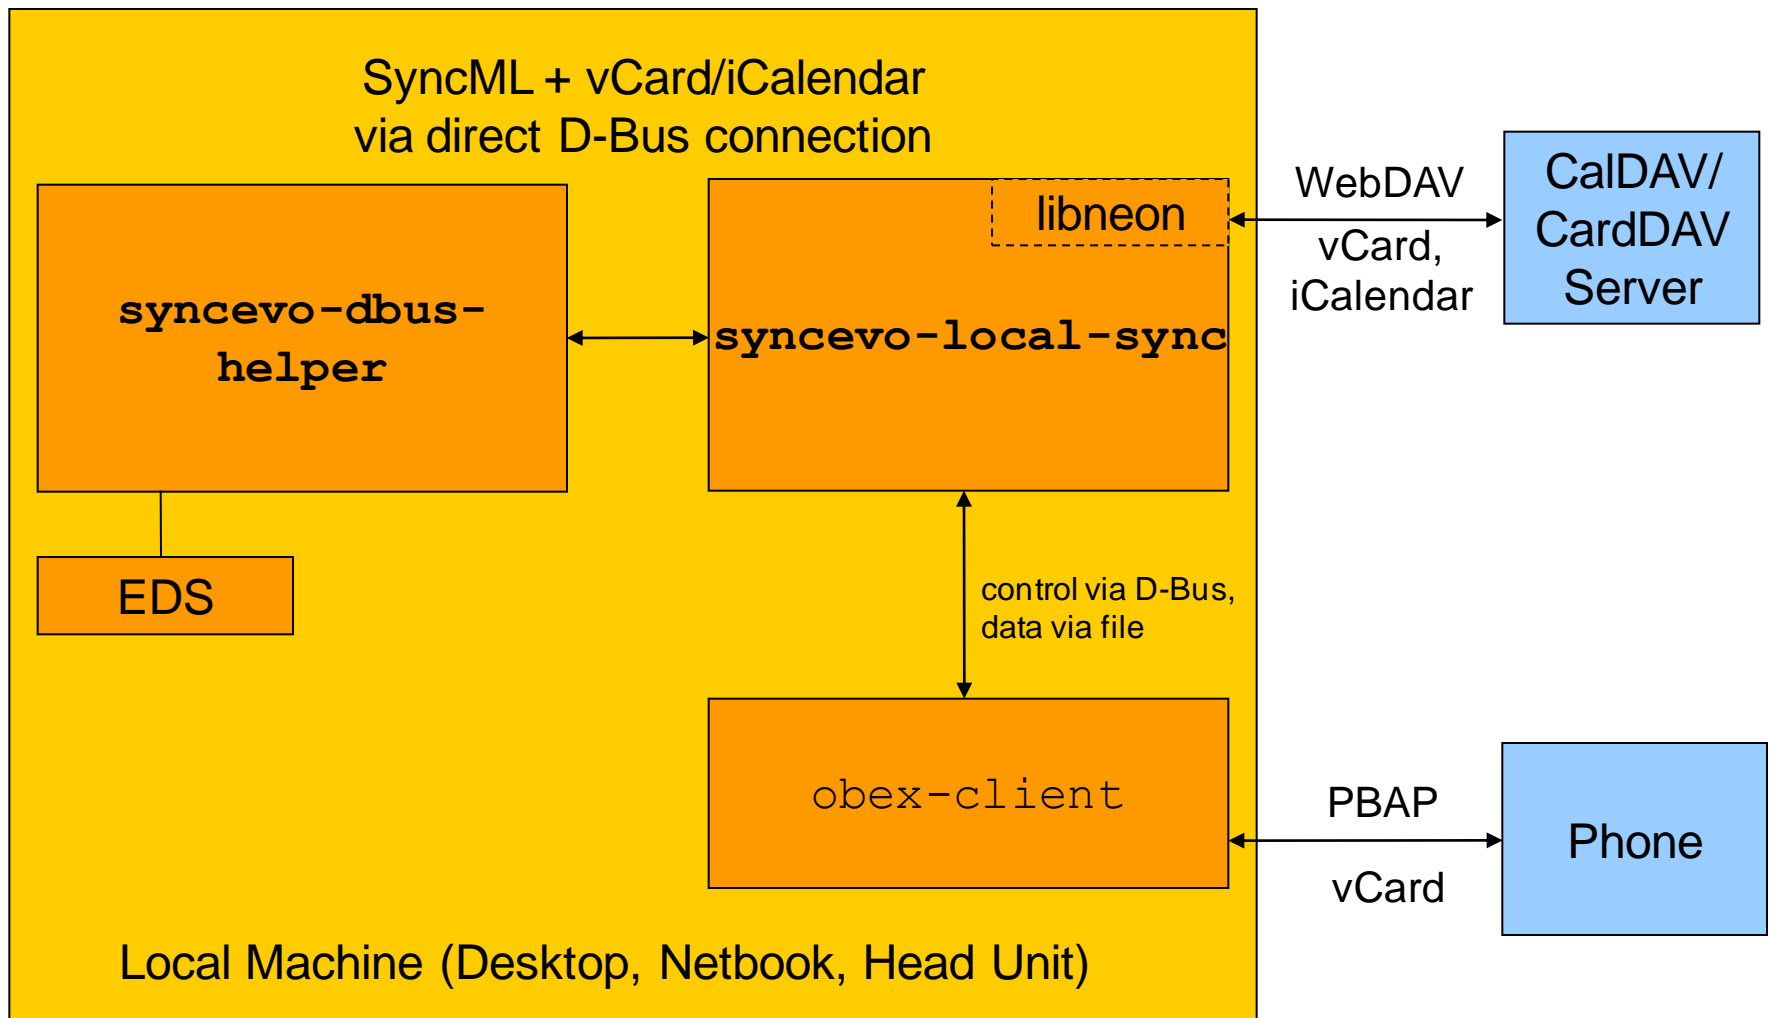 SyncML + vCard/iCalendar
via direct D-Bus connection
libneon
syncevo-dbus-
helper
syncevo-local-sync
WebDAV
vCard,
iCalendar
CalDAV/
CardDAV
Server
EDS
control via D-Bus,
data via file
obex-client
PBAP
vCard
Phone
Local Machine (Desktop, Netbook, Head Unit)